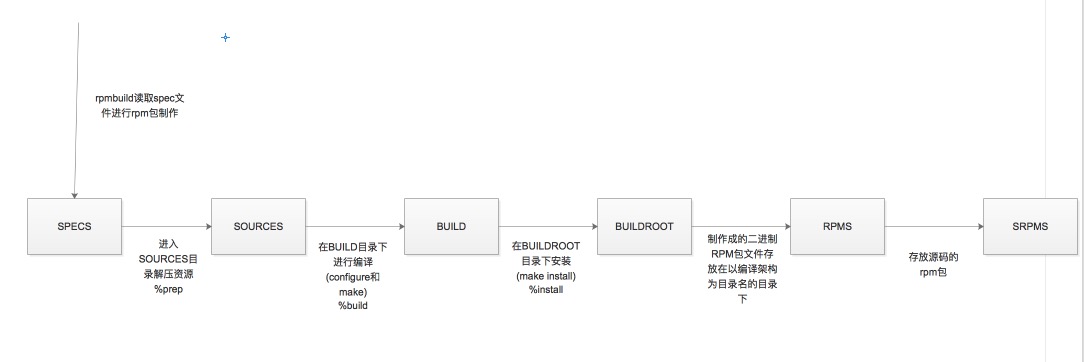 rpmbuild读取spec文
件进行rpm包制作
SPECS
SOURCES
BUILD
BUILDROOT
RPMS
SRPMS
进入
SOURCES目
录解压资源
%prep
在BUILD目录下
进行编译
(configure和
make)
%build
在BUILDROOT
目录下安装
(make install)
%install
制作成的二进制
RPM包文件存
放在以编译架构
为目录名的目录
下
存放源码的
rpm包